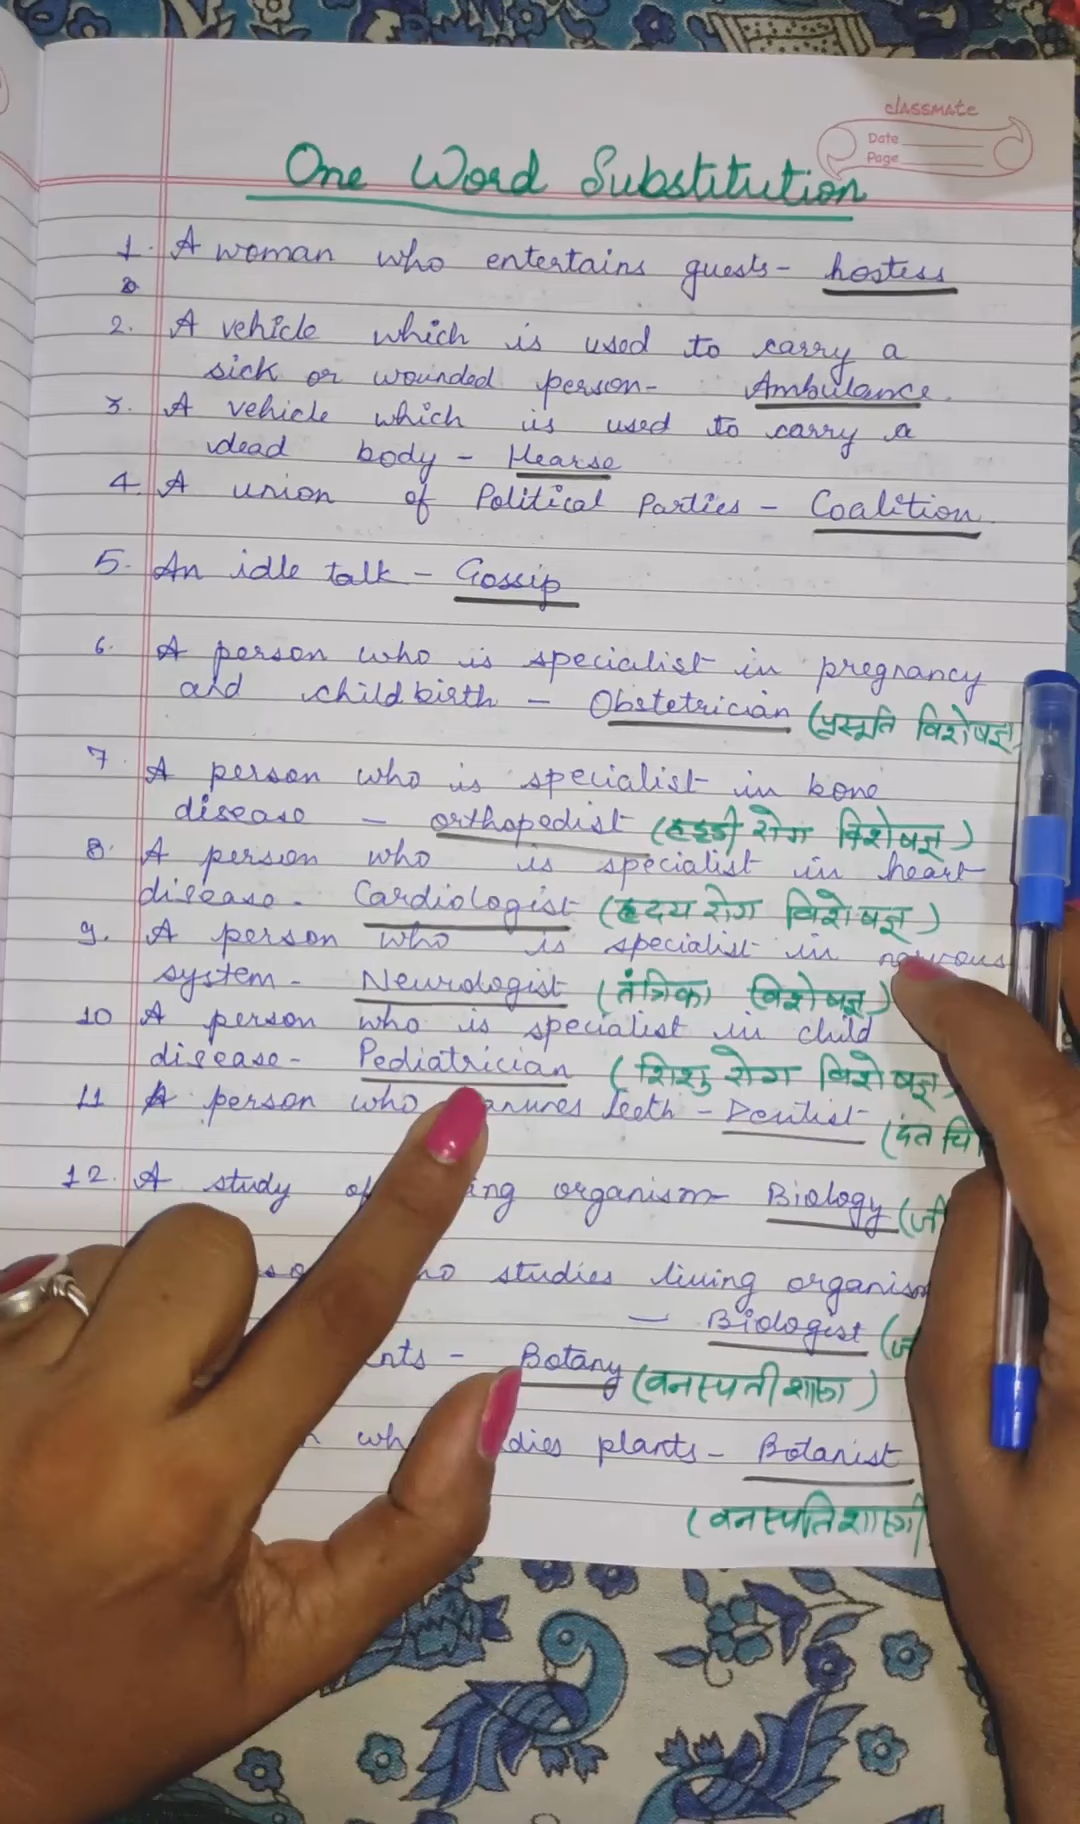 classmate
Date
Page
One Word Substitution
1. A woman who entertains guests- hostess
2. A vehicle which is used to carry a
sick or wounded person- Ambulance.
3. A vehicle which is used to carry a
dead body - Hearse
4. A union of Political Parties - Coalition
5. An idle talk - Gossip
6. A person who is specialist in pregnancy
and childbirth - Obstetrician (प्रसूति विशेषज्ञ
7. A person who is specialist in bone
disease - orthopedist (हड्डी रोग विशेषज्ञ)
8. A person who is specialist in heart
disease- Cardiologist (हृदय रोग विशेषज्ञ)
9. A person who is specialist in
system- Neurologist (तंत्रिका विशेषज्ञ)
10 A person who is specialist in child
disease- Pediatrician (शिशु रोग विशेषज्ञ)
11 A person who teeth - Dentist (दंत
12. A study organism- Biology (जी
studies living organism
- Biologist (
- Botany (वनस्पती शास्त्र)
plants- Botanist
(वनस्पति शास्त्री